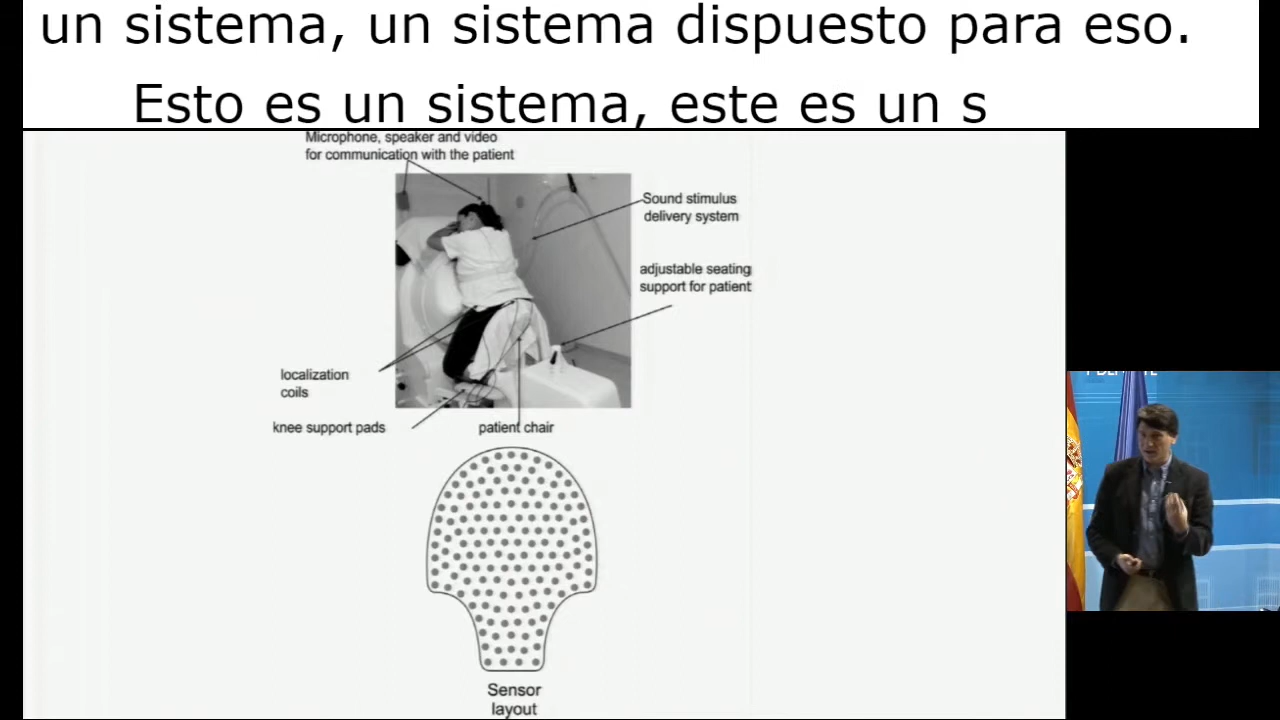 un sistema, un sistema dispuesto para eso.
Esto es un sistema, este es un s
Microphone, speaker and video
for communication with the patient
Sound stimulus
delivery system
adjustable seating
support for patient
localization
coils
knee support pads
patient chair
Sensor
layout